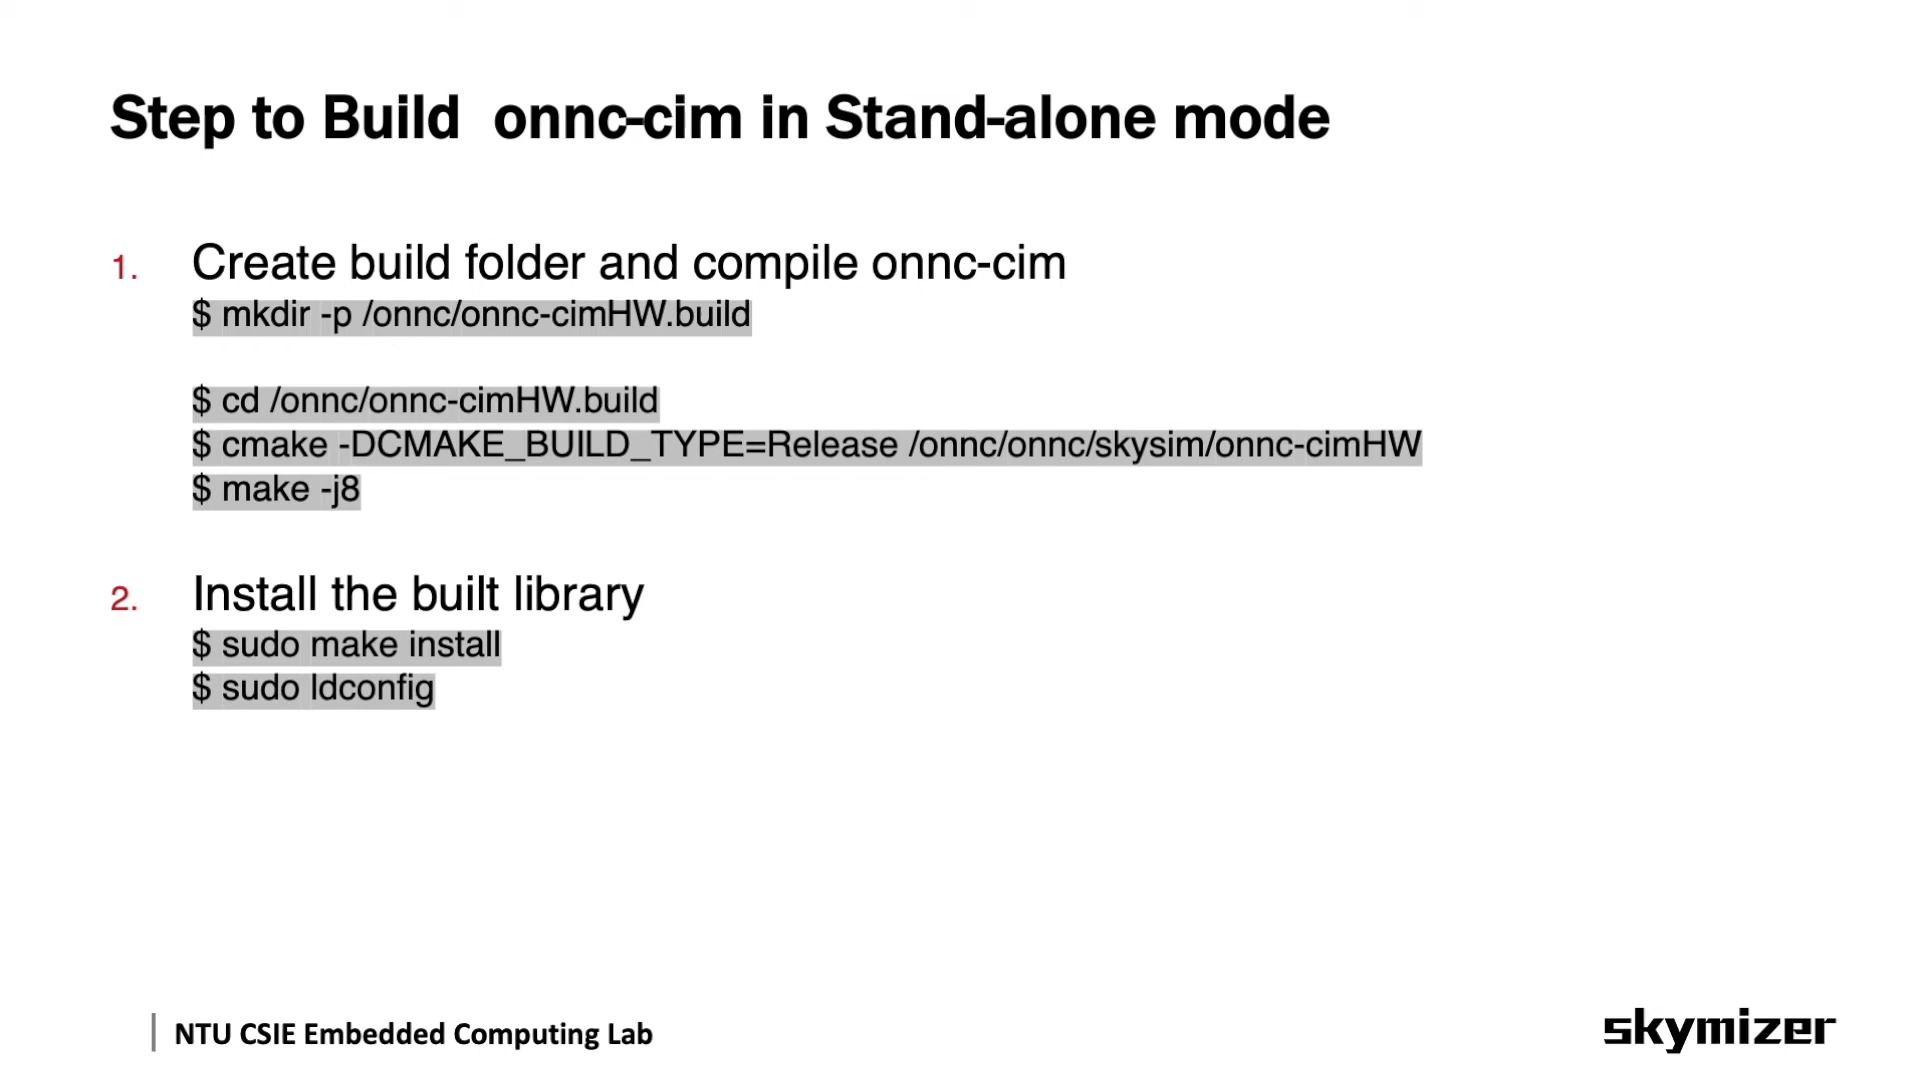 Step to Build  onnc-cim in Stand-alone mode
1. Create build folder and compile onnc-cim
$ mkdir -p /onnc/onnc-cimHW.build
$ cd /onnc/onnc-cimHW.build
$ cmake -DCMAKE_BUILD_TYPE=Release /onnc/onnc/skysim/onnc-cimHW
$ make -j8
2. Install the built library
$ sudo make install
$ sudo ldconfig
NTU CSIE Embedded Computing Lab
skymizer